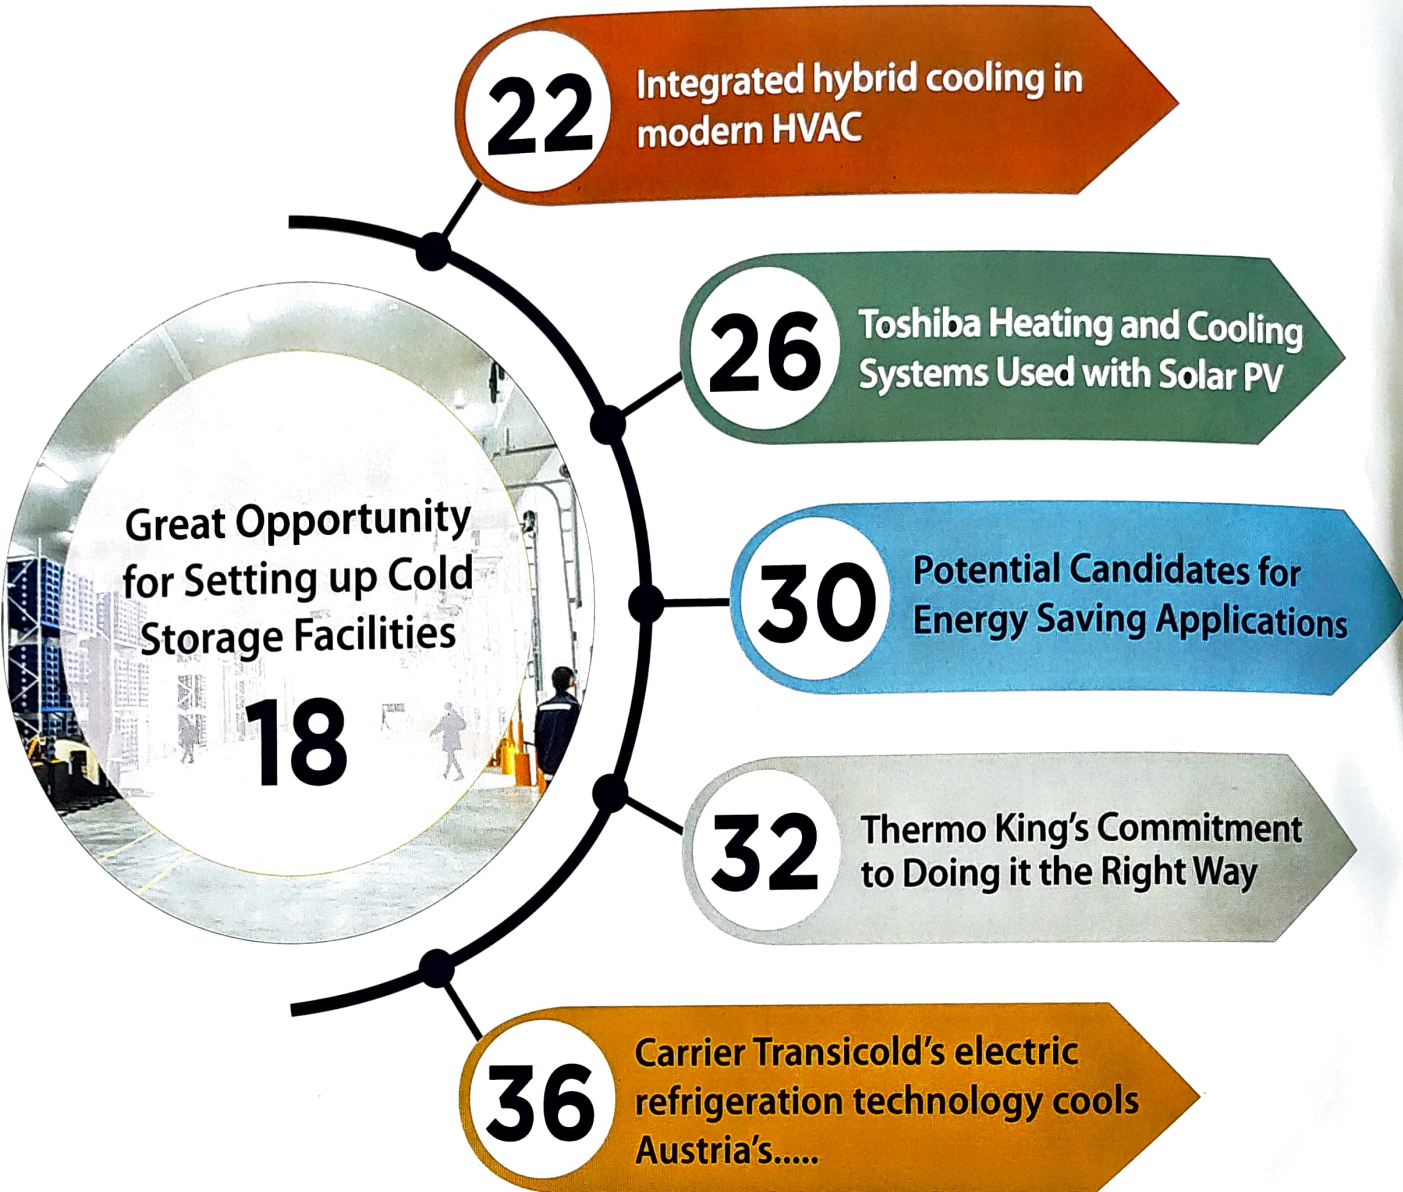 22
Integrated hybrid cooling in
modern HVAC
26
Toshiba Heating and Cooling
Systems Used with Solar PV
Great Opportunity
for Setting up Cold
Storage Facilities
18
30
Potential Candidates for
Energy Saving Applications
32
Thermo King's Commitment
to Doing it the Right Way
36
Carrier Transicold's electric
refrigeration technology cools
Austria's.....